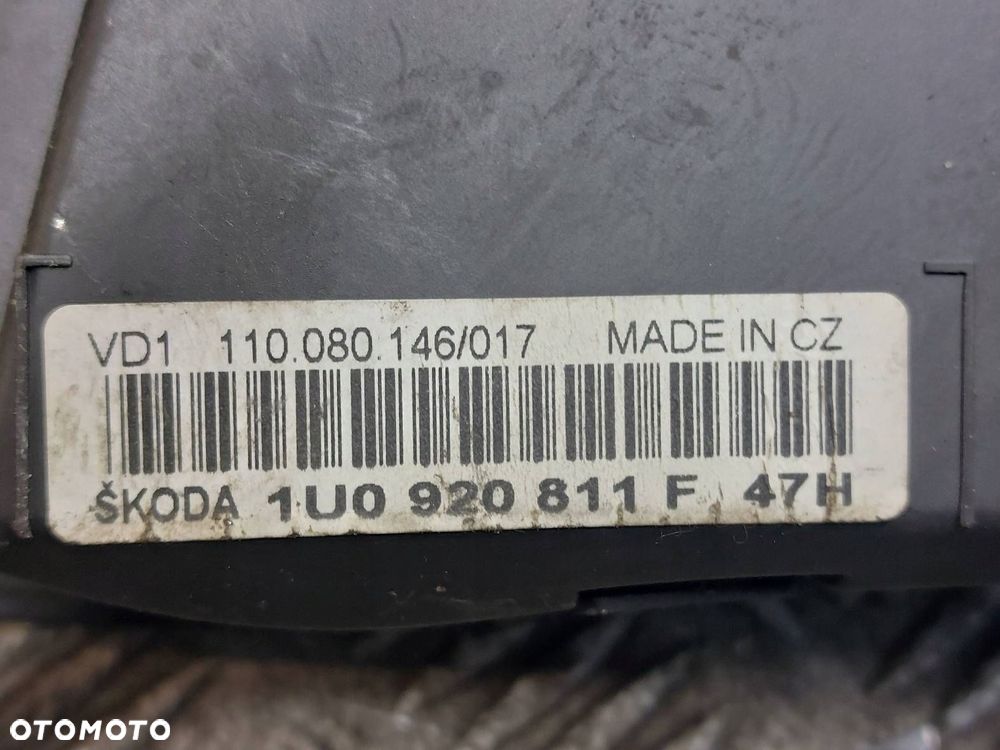 VD1 110.080.146/017 MADE IN CZ
ŠKODA 1U0 920 811 F 47H
OTOMOTO